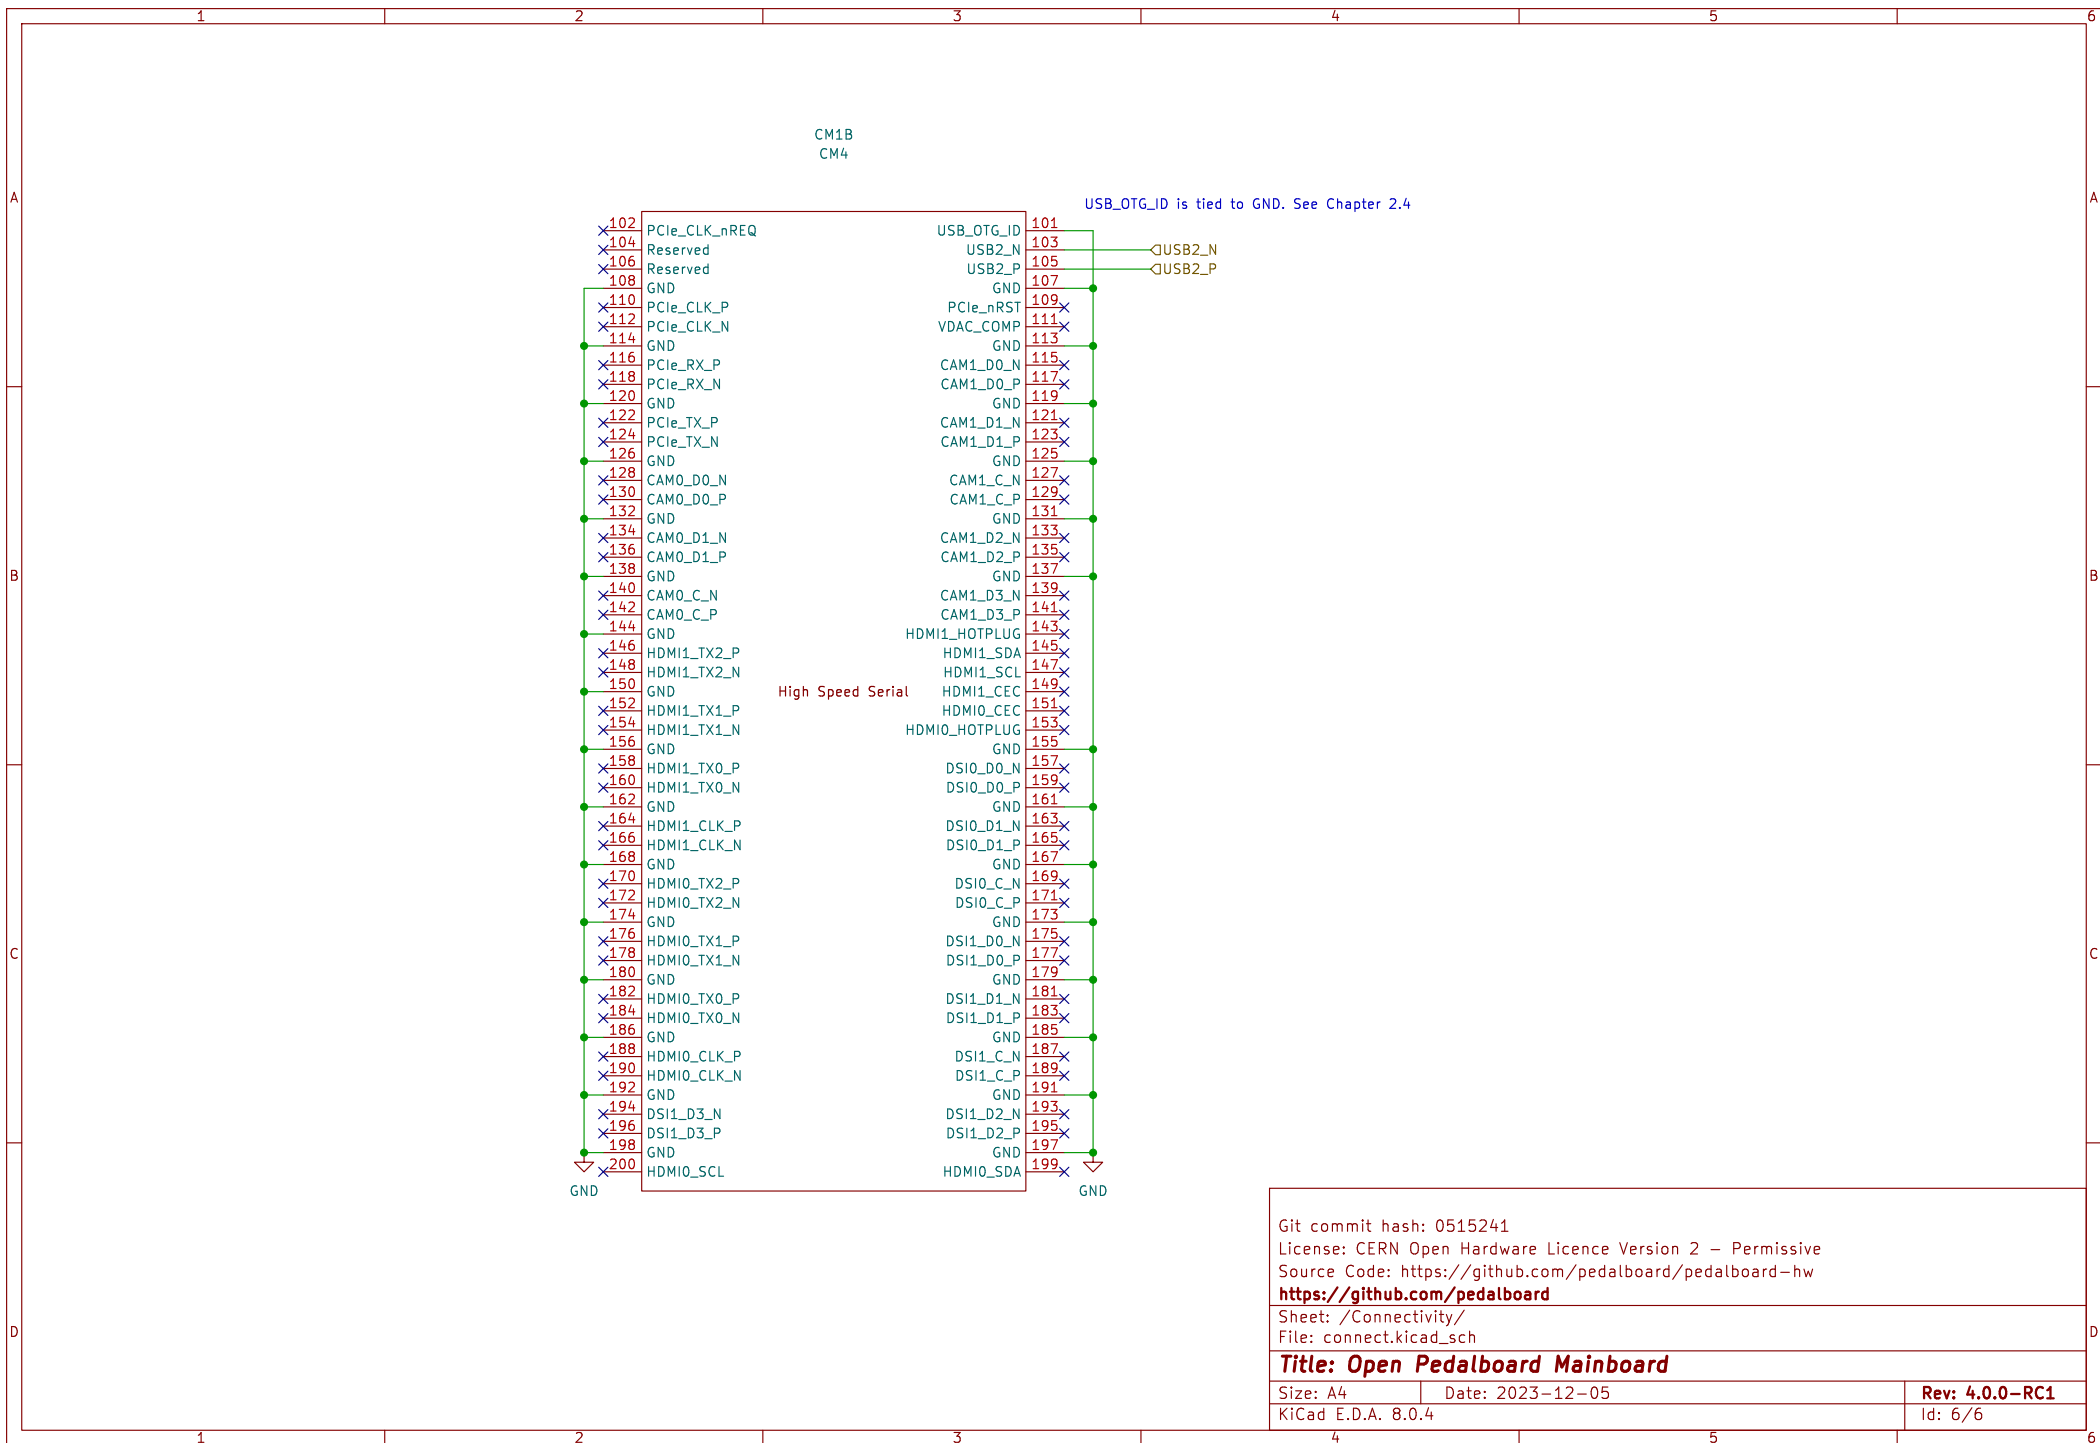 1 2 3 4 5 6
CM1B
CM4
A A
USB_OTG_ID is tied to GND. See Chapter 2.4
102 PCIe_CLK_nREQ USB_OTG_ID 101
104 Reserved USB2_N 103 USB2_N
106 Reserved USB2_P 105 USB2_P
108 GND GND 107
110 PCIe_CLK_P PCIe_nRST 109
112 PCIe_CLK_N VDAC_COMP 111
114 GND GND 113
116 PCIe_RX_P CAM1_D0_N 115
118 PCIe_RX_N CAM1_D0_P 117
120 GND GND 119
122 PCIe_TX_P CAM1_D1_N 121
124 PCIe_TX_N CAM1_D1_P 123
126 GND GND 125
128 CAM0_D0_N CAM1_C_N 127
130 CAM0_D0_P CAM1_C_P 129
132 GND GND 131
134 CAM0_D1_N CAM1_D2_N 133
136 CAM0_D1_P CAM1_D2_P 135
B 138 GND GND 137 B
140 CAM0_C_N CAM1_D3_N 139
142 CAM0_C_P CAM1_D3_P 141
144 GND HDMI1_HOTPLUG 143
146 HDMI1_TX2_P HDMI1_SDA 145
148 HDMI1_TX2_N HDMI1_SCL 147
150 GND High Speed Serial HDMI1_CEC 149
152 HDMI1_TX1_P HDMI0_CEC 151
154 HDMI1_TX1_N HDMI0_HOTPLUG 153
156 GND GND 155
158 HDMI1_TX0_P DSI0_D0_N 157
160 HDMI1_TX0_N DSI0_D0_P 159
162 GND GND 161
164 HDMI1_CLK_P DSI0_D1_N 163
166 HDMI1_CLK_N DSI0_D1_P 165
168 GND GND 167
170 HDMI0_TX2_P DSI0_C_N 169
172 HDMI0_TX2_N DSI0_C_P 171
174 GND GND 173
176 HDMI0_TX1_P DSI1_D0_N 175
C 178 HDMI0_TX1_N DSI1_D0_P 177 C
180 GND GND 179
182 HDMI0_TX0_P DSI1_D1_N 181
184 HDMI0_TX0_N DSI1_D1_P 183
186 GND GND 185
188 HDMI0_CLK_P DSI1_C_N 187
190 HDMI0_CLK_N DSI1_C_P 189
192 GND GND 191
194 DSI1_D3_N DSI1_D2_N 193
196 DSI1_D3_P DSI1_D2_P 195
198 GND GND 197
200 HDMI0_SCL HDMI0_SDA 199
GND GND
Git commit hash: 0515241
License: CERN Open Hardware Licence Version 2 - Permissive
Source Code: https://github.com/pedalboard/pedalboard-hw
https://github.com/pedalboard
Sheet: /Connectivity/
D D
File: connect.kicad_sch
Title: Open Pedalboard Mainboard
Size: A4 Date: 2023-12-05 Rev: 4.0.0-RC1
KiCad E.D.A. 8.0.4 Id: 6/6
1 2 3 4 5 6